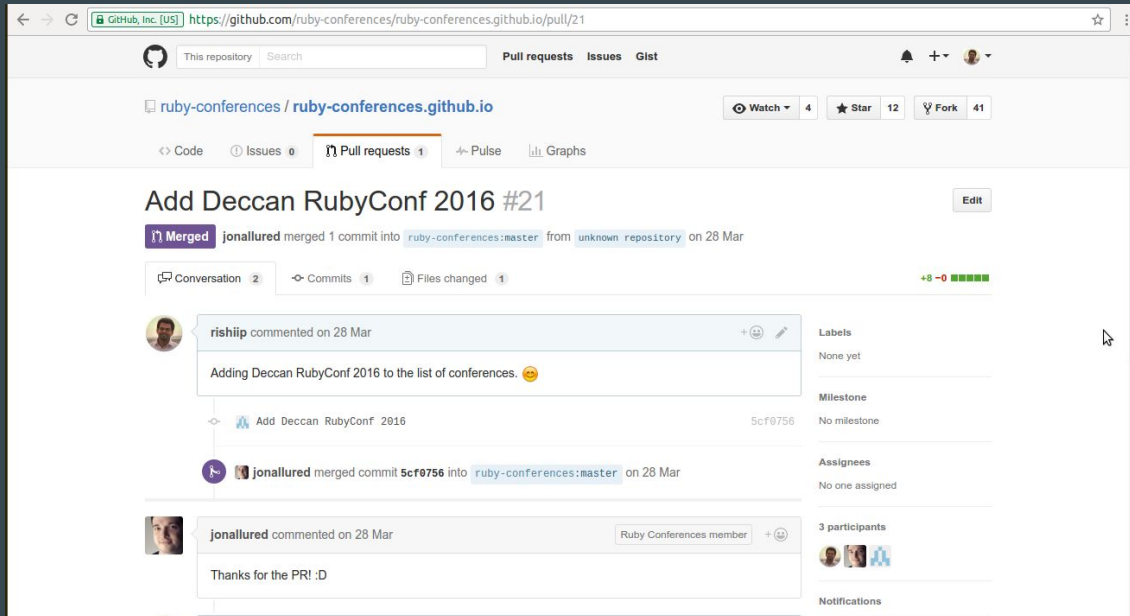 GitHub, Inc. [US] https://github.com/ruby-conferences/ruby-conferences.github.io/pull/21
This repository Search Pull requests Issues Gist
ruby-conferences / ruby-conferences.github.io Watch 4 Star 12 Fork 41
Code Issues 0 Pull requests 1 Pulse Graphs
Add Deccan RubyConf 2016 #21 Edit
Merged jonallured merged 1 commit into ruby-conferences:master from unknown repository on 28 Mar
Conversation 2 Commits 1 Files changed 1 +8 −0
rishiip commented on 28 Mar
Adding Deccan RubyConf 2016 to the list of conferences. 😊
Add Deccan RubyConf 2016 5cf0756
jonallured merged commit 5cf0756 into ruby-conferences:master on 28 Mar
jonallured commented on 28 Mar Ruby Conferences member
Thanks for the PR! :D
Labels
None yet
Milestone
No milestone
Assignees
No one assigned
3 participants
Notifications